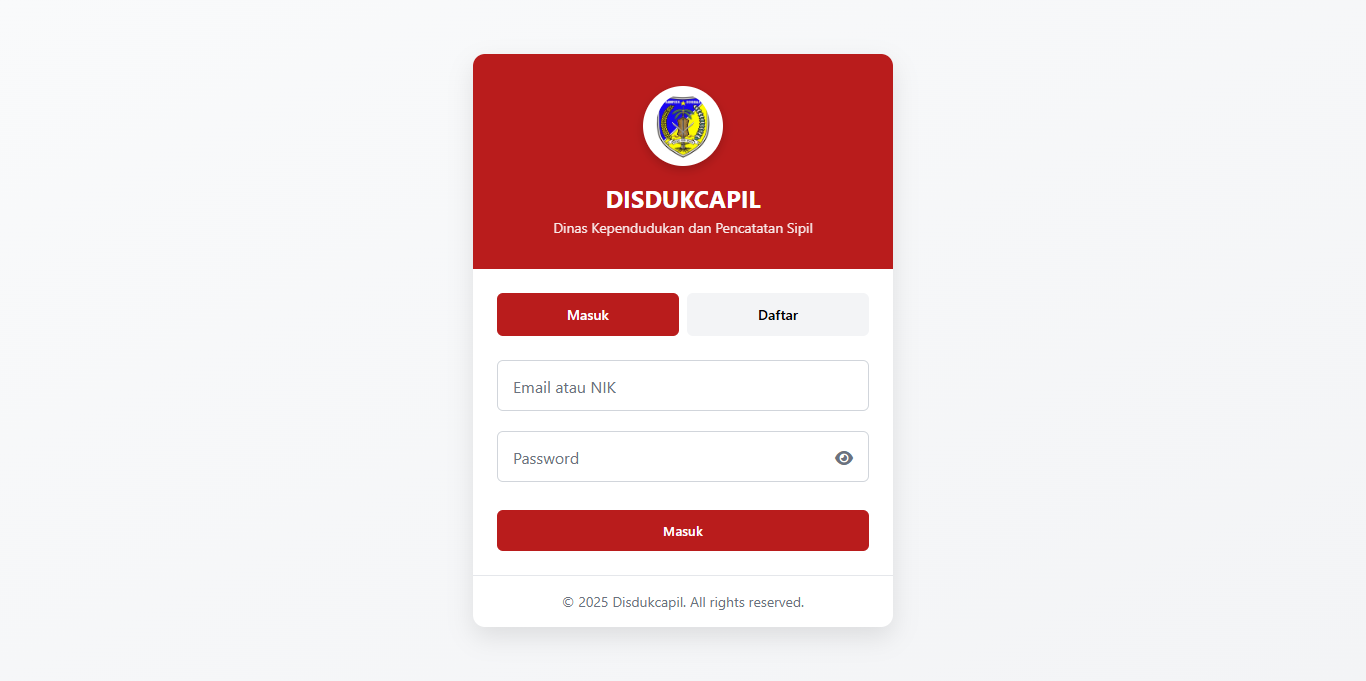 DISDUKCAPIL
Dinas Kependudukan dan Pencatatan Sipil
Masuk
Daftar
Email atau NIK
Password
Masuk
© 2025 Disdukcapil. All rights reserved.